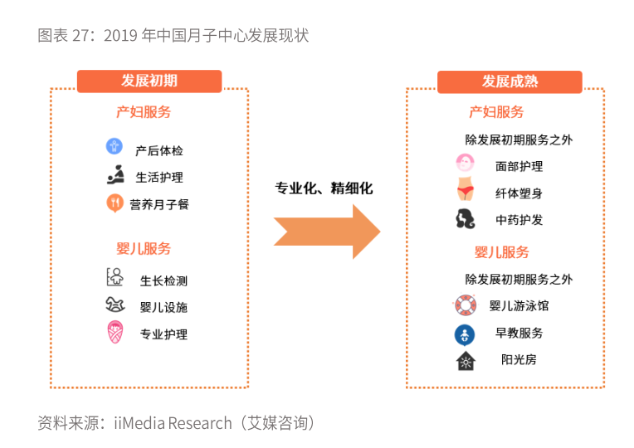 图表 27：2019 年中国月子中心发展现状
发展初期
产妇服务
产后体检
生活护理
营养月子餐
婴儿服务
生长检测
婴儿设施
专业护理
专业化、精细化
发展成熟
产妇服务
除发展初期服务之外
面部护理
纤体塑身
中药护发
婴儿服务
除发展初期服务之外
婴儿游泳馆
早教服务
阳光房
资料来源：iiMedia Research（艾媒咨询）